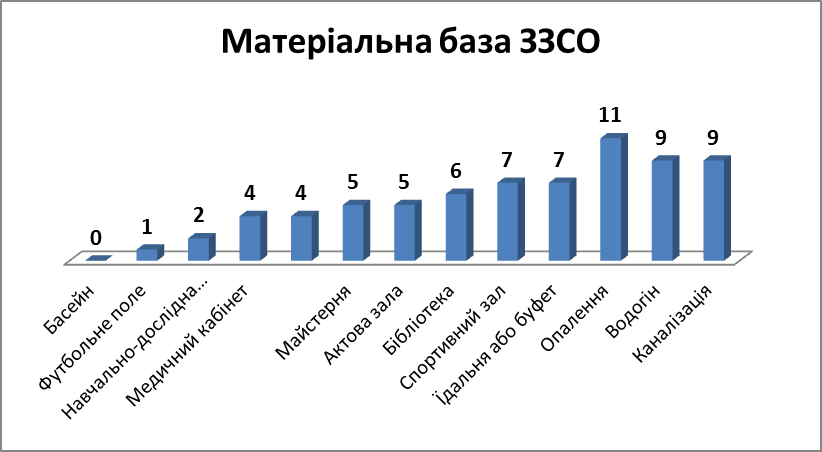 Матеріальна база ЗЗСО
0
1
2
4
4
5
5
6
7
7
11
9
9
Басейн
Футбольне поле
Навчально-дослідна...
Медичний кабінет
Майстерня
Актова зала
Бібліотека
Спортивний зал
Їдальня або буфет
Опалення
Водогін
Каналізація